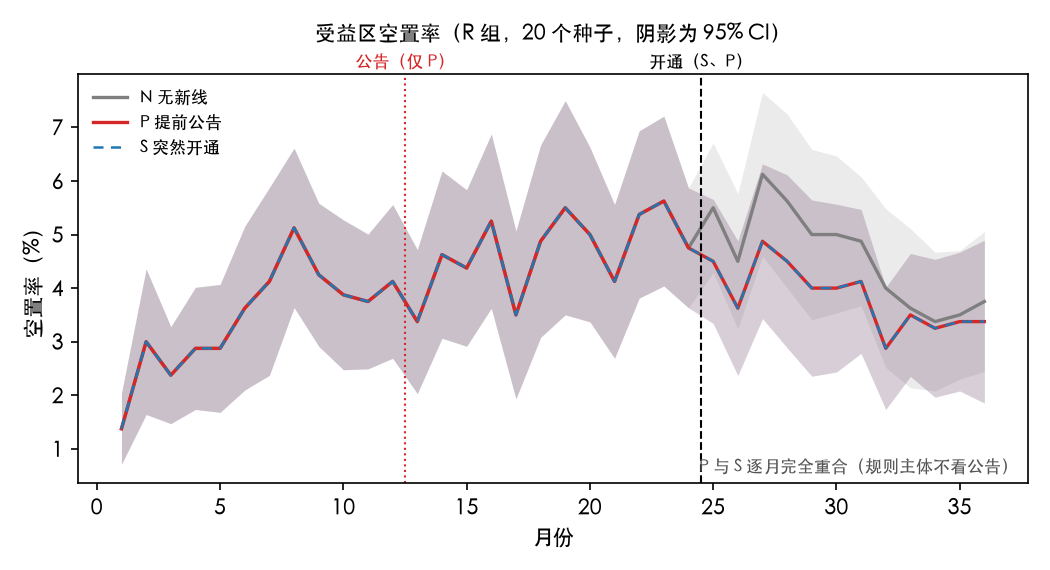 受益区空置率（R 组，20 个种子，阴影为 95% CI）
公告（仅 P）
开通（S、P）
N 无新线
P 提前公告
S 突然开通
空置率（%）
7
6
5
4
3
2
1
P 与 S 逐月完全重合（规则主体不看公告）
0 5 10 15 20 25 30 35
月份